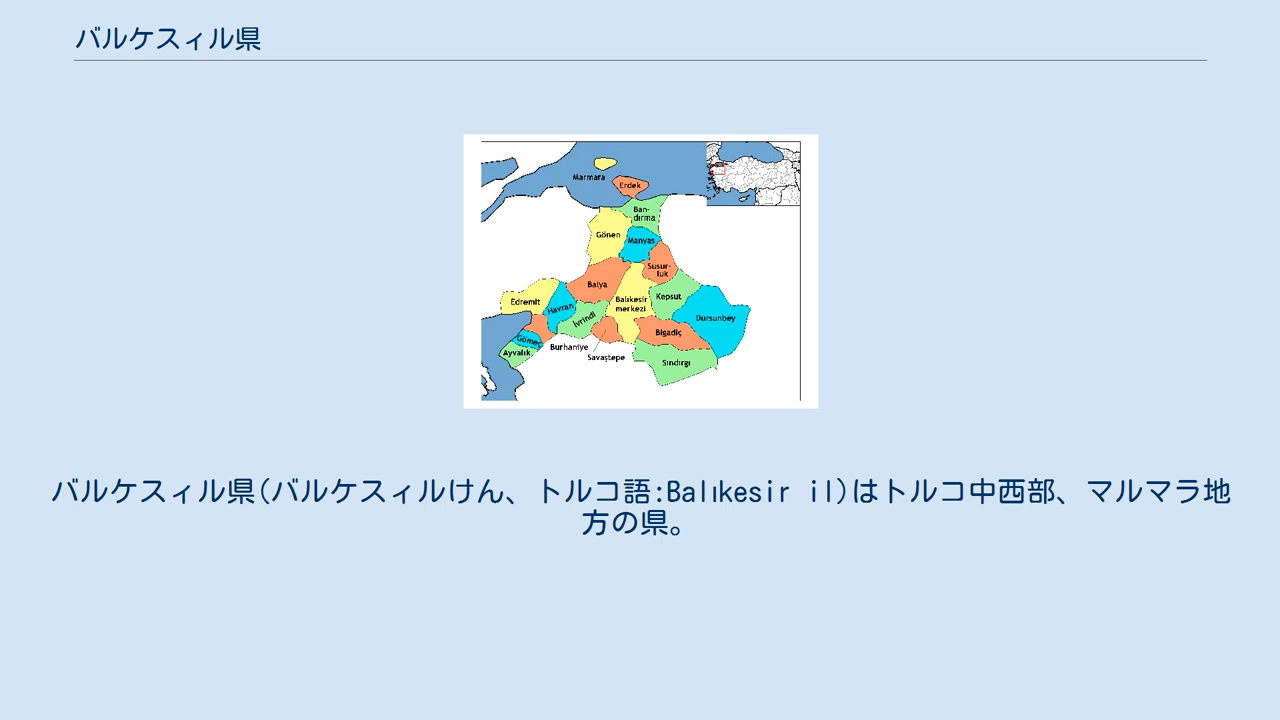 バルケスィル県
Marmara
Erdek
Ban-
dırma
Gönen
Manyas
Susur-
luk
Balya
Kepsut
Edremit
Havran
Balıkesir
merkezi
Dursunbey
İvrindi
Bigadiç
Gömeç
Burhaniye
Ayvalık
Savaştepe
Sındırgı
バルケスィル県(バルケスィルけん、トルコ語:Balıkesir il)はトルコ中西部、マルマラ地
方の県。